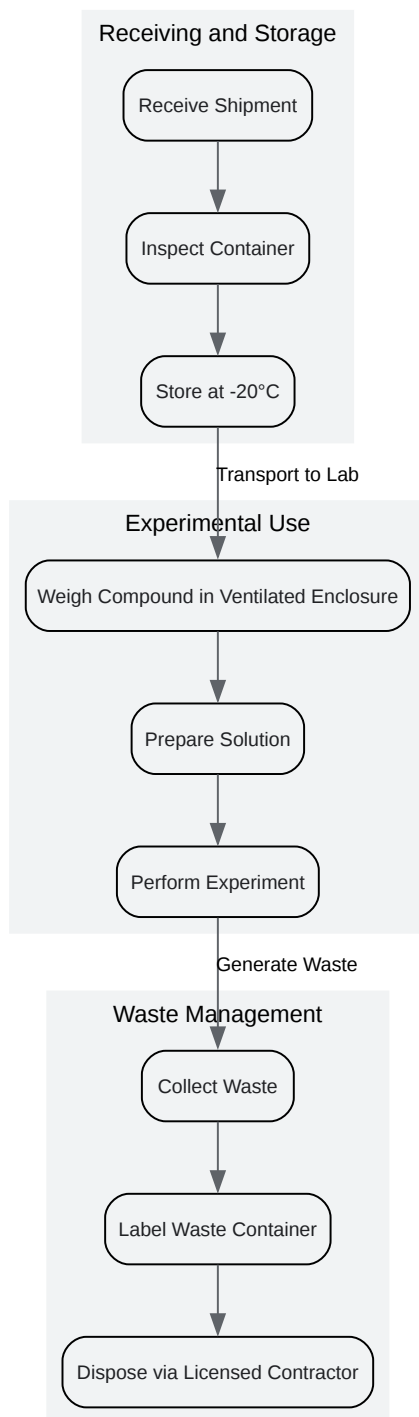 Receiving and Storage
Receive Shipment
Inspect Container
Store at -20°C
Transport to Lab
Experimental Use
Weigh Compound in Ventilated Enclosure
Prepare Solution
Perform Experiment
Generate Waste
Waste Management
Collect Waste
Label Waste Container
Dispose via Licensed Contractor